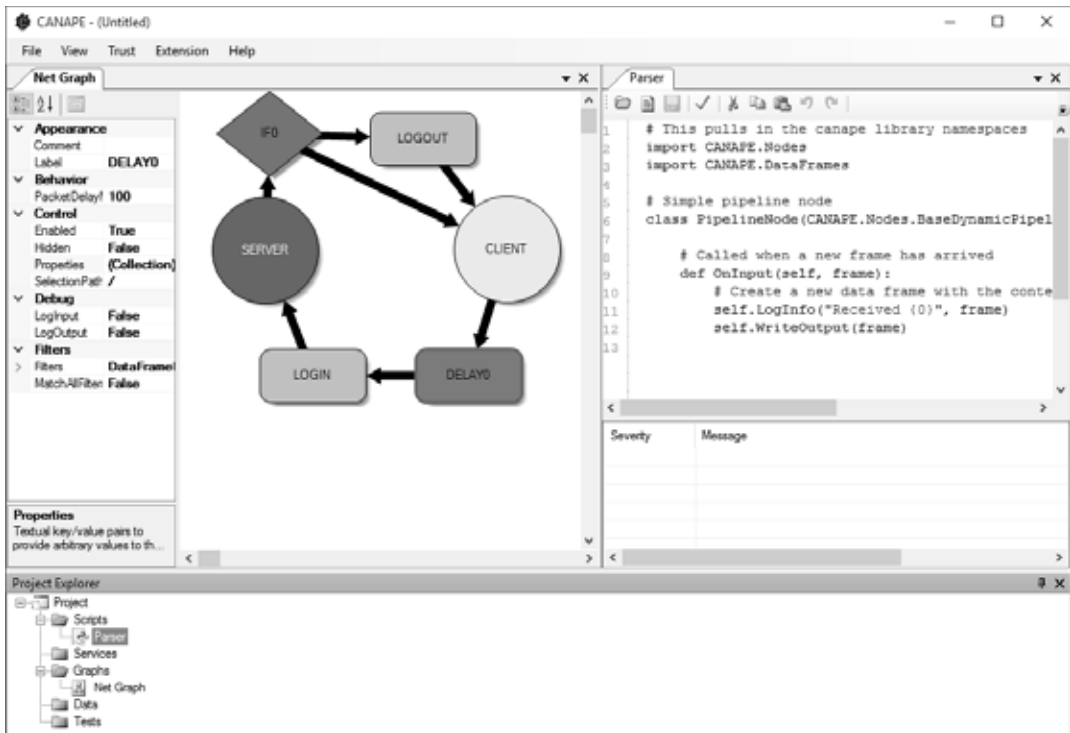 CANAPE - (Untitled)
File View Trust Extension Help
Net Graph
Appearance
Comment
Label DELAY0
Behavior
PacketDelay 100
Control
Enabled True
Hidden False
Properties (Collection)
SelectionPath /
Debug
LogInput False
LogOutput False
Filters
Filters DataFrame
MatchAllFilter False
Properties
Textual key/value pairs to
provide arbitrary values to th...
IF0
LOGOUT
SERVER
CLIENT
LOGIN
DELAY0
Parser
1 # This pulls in the canape library namespaces
2 import CANAPE.Nodes
3 import CANAPE.DataFrames
4
5 # Simple pipeline node
6 class PipelineNode(CANAPE.Nodes.BaseDynamicPipel
7
8 # Called when a new frame has arrived
9 def OnInput(self, frame):
10 # Create a new data frame with the conte
11 self.LogInfo("Received {0}", frame)
12 self.WriteOutput(frame)
13
Severity Message
Project Explorer
Project
Scripts
Parser
Services
Graphs
Net Graph
Data
Tests